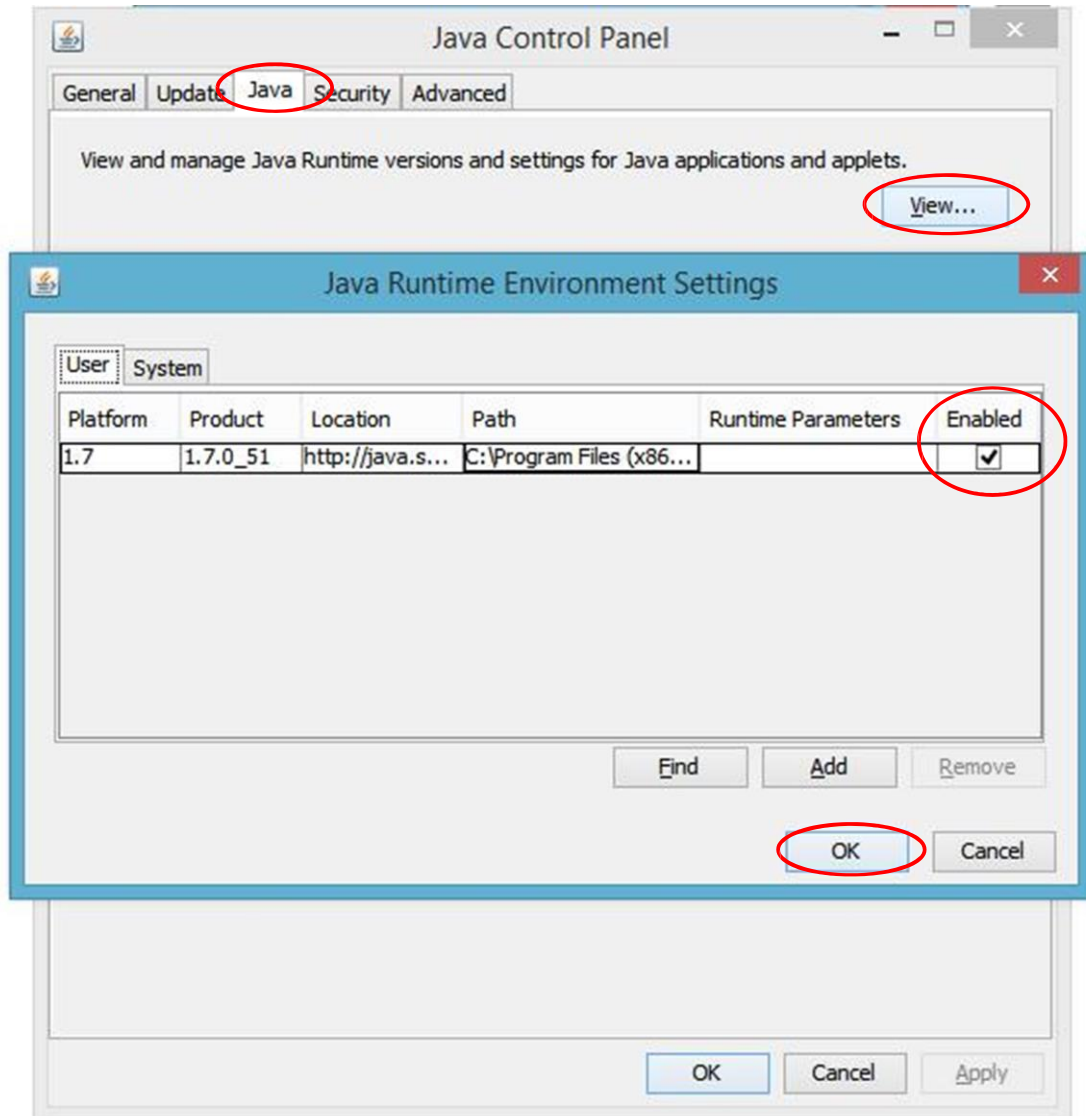 Java Control Panel
General Update Java Security Advanced
View and manage Java Runtime versions and settings for Java applications and applets.
View...
Java Runtime Environment Settings
User System
Platform Product Location Path Runtime Parameters Enabled
1.7 1.7.0_51 http://java.s... C:\Program Files (x86...
Find Add Remove
OK Cancel
OK Cancel Apply